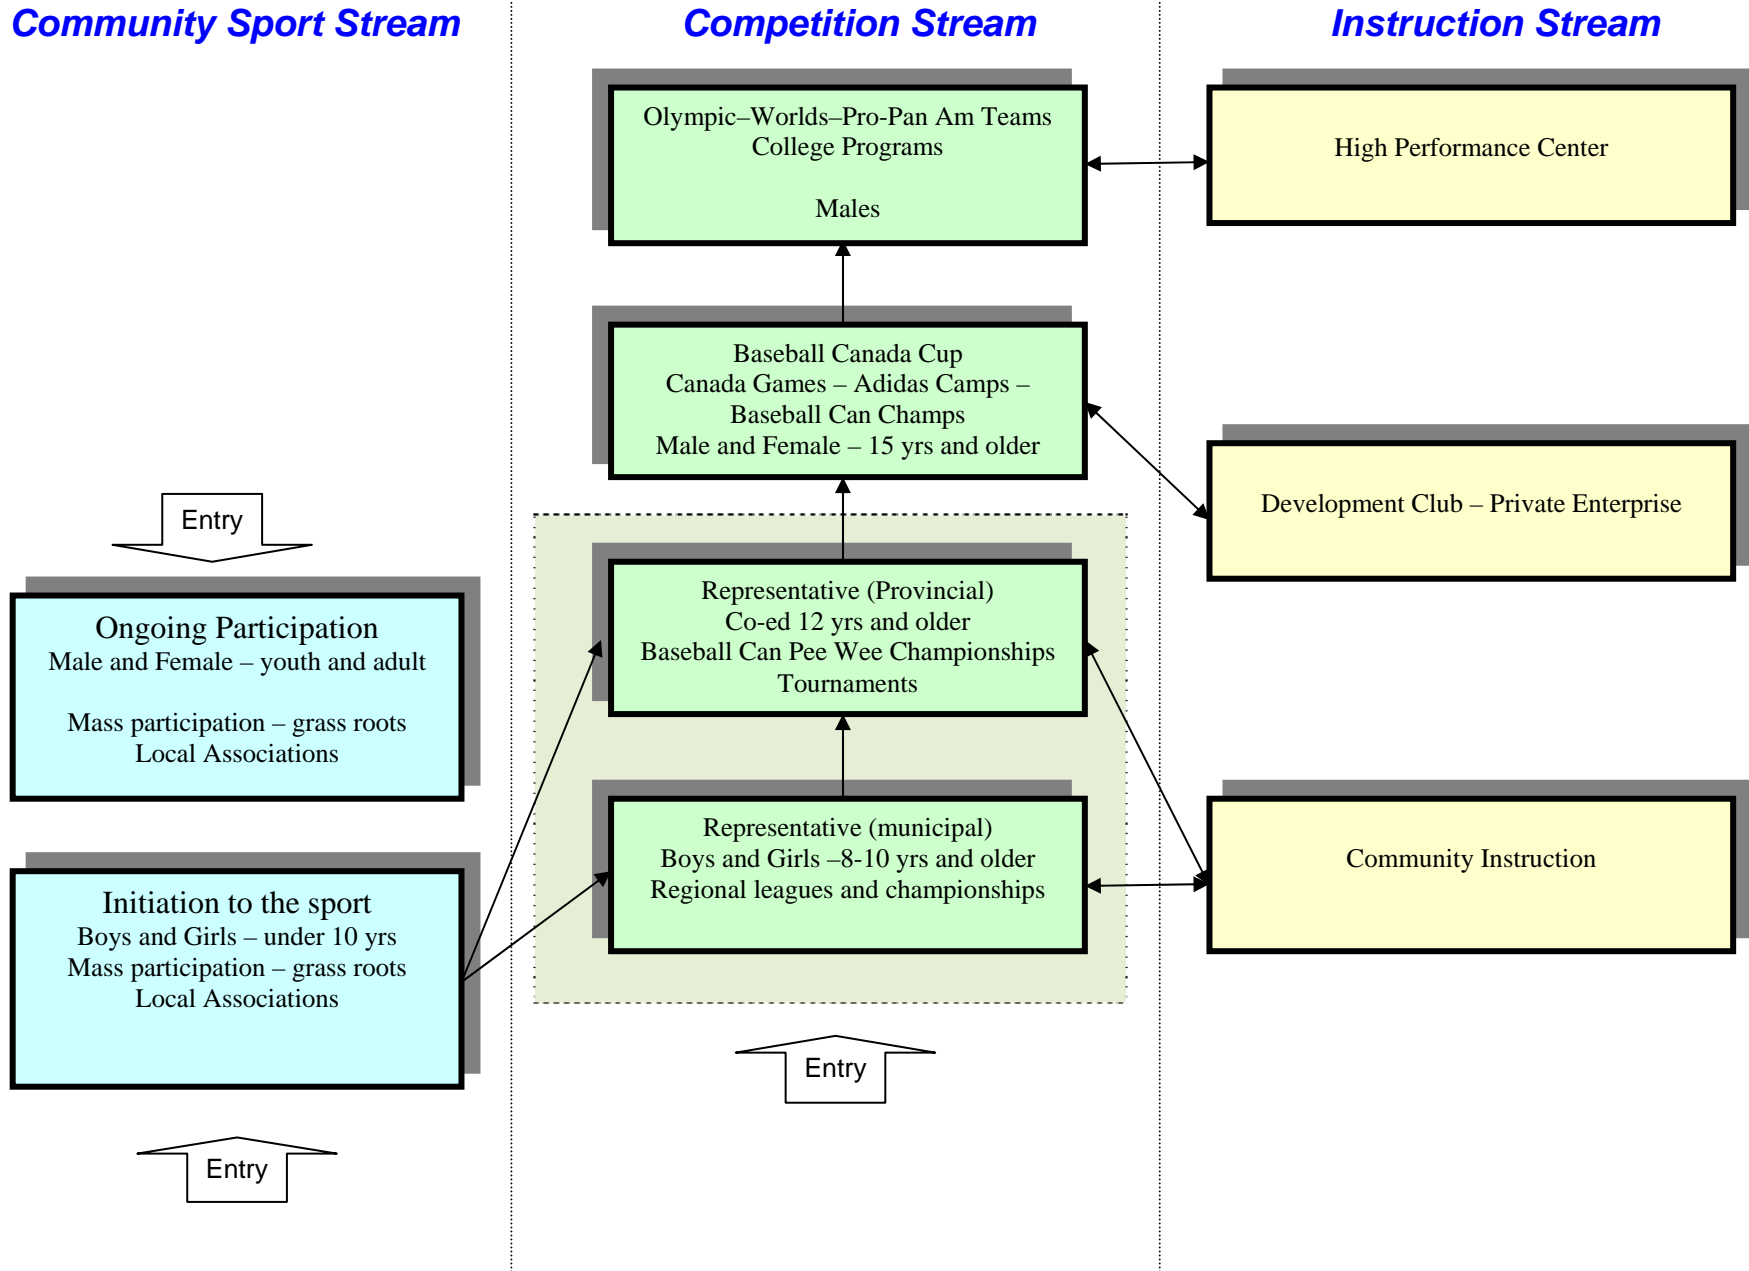 Community Sport Stream
Competition Stream
Instruction Stream
Olympic–Worlds–Pro-Pan Am Teams
College Programs
Males
High Performance Center
Baseball Canada Cup
Canada Games – Adidas Camps –
Baseball Can Champs
Male and Female – 15 yrs and older
Development Club – Private Enterprise
Entry
Ongoing Participation
Male and Female – youth and adult
Mass participation – grass roots
Local Associations
Representative (Provincial)
Co-ed 12 yrs and older
Baseball Can Pee Wee Championships
Tournaments
Representative (municipal)
Boys and Girls –8-10 yrs and older
Regional leagues and championships
Community Instruction
Initiation to the sport
Boys and Girls – under 10 yrs
Mass participation – grass roots
Local Associations
Entry
Entry